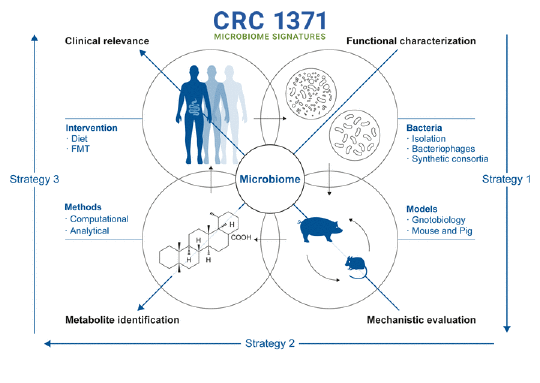 CRC 1371
MICROBIOME SIGNATURES
Clinical relevance
Functional characterization
Intervention
· Diet
· FMT
Bacteria
· Isolation
· Bacteriophages
· Synthetic consortia
Strategy 3
Microbiome
Strategy 1
Methods
· Computational
· Analytical
Models
· Gnotobiology
· Mouse and Pig
H
COOH
H
H
H
H
Metabolite identification
Mechanistic evaluation
Strategy 2